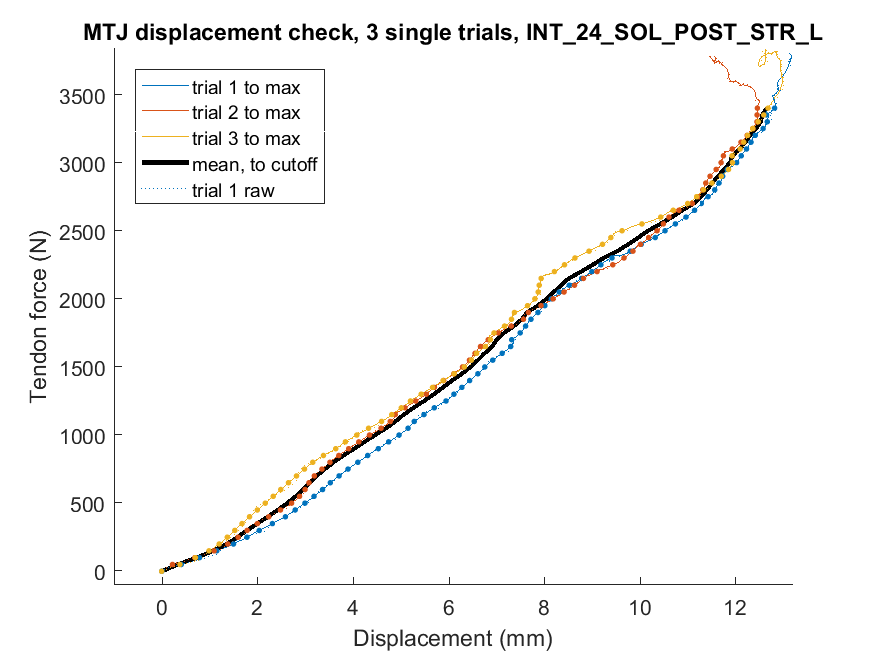 MTJ displacement check, 3 single trials, INT_24_SOL_POST_STR_L
trial 1 to max
trial 2 to max
trial 3 to max
mean, to cutoff
trial 1 raw
3500
3000
2500
2000
1500
1000
500
0
Tendon force (N)
0 2 4 6 8 10 12
Displacement (mm)